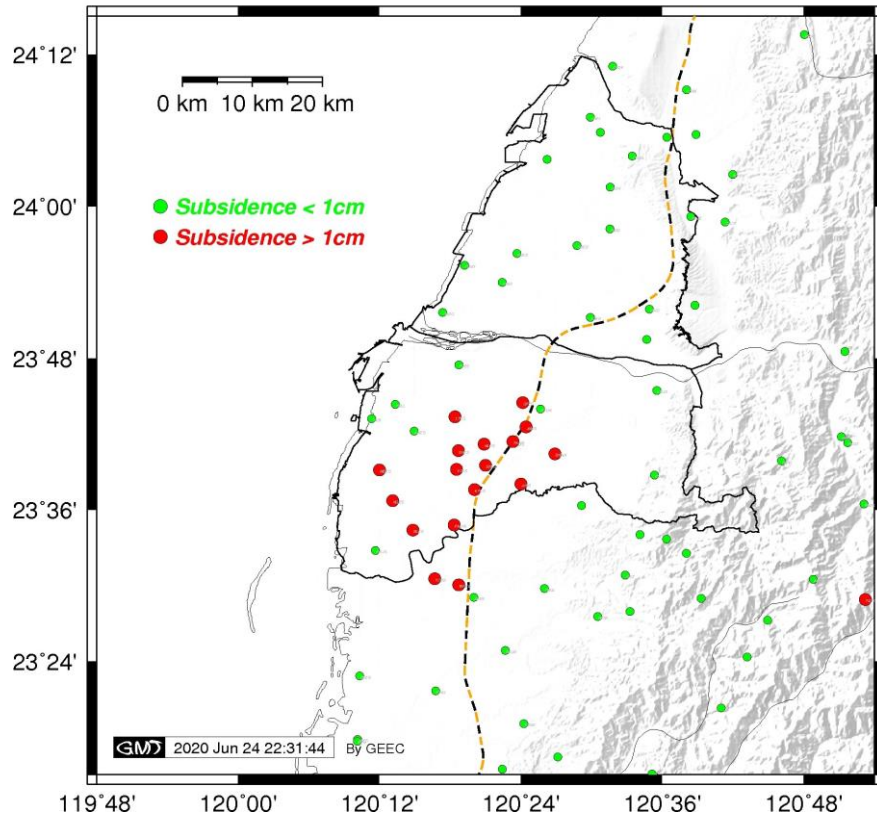 24°12'
24°00'
23°48'
23°36'
23°24'
0 km 10 km 20 km
Subsidence < 1cm
Subsidence > 1cm
GMD 2020 Jun 24 22:31:44 By GEEC
119°48' 120°00' 120°12' 120°24' 120°36' 120°48'